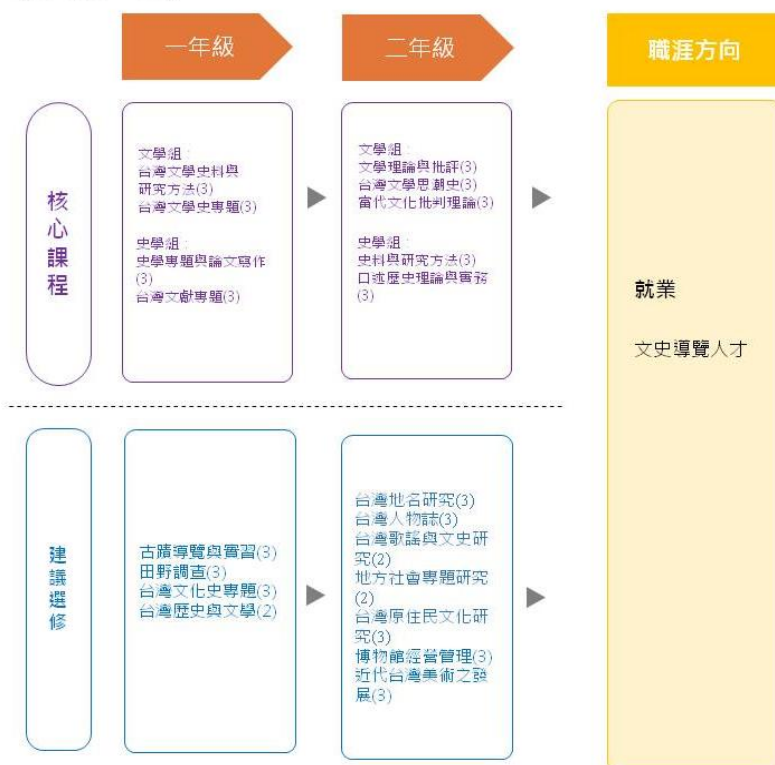 一年級
二年級
職涯方向
核心課程
文學組：
台灣文學史料與
研究方法(3)
台灣文學史專題(3)
史學組：
史學專題與論文寫作
(3)
台灣文獻專題(3)
文學組：
文學理論與批評(3)
台灣文學思潮史(3)
當代文化批判理論(3)
史學組：
史料與研究方法(3)
口述歷史理論與實務
(3)
就業
文史導覽人才
建議選修
古蹟導覽與實習(3)
田野調查(3)
台灣文化史專題(3)
台灣歷史與文學(2)
台灣地名研究(3)
台灣人物誌(3)
台灣歌謠與文史研
究(2)
地方社會專題研究
(2)
台灣原住民文化研
究(3)
博物館經營管理(3)
近代台灣美術之發
展(3)